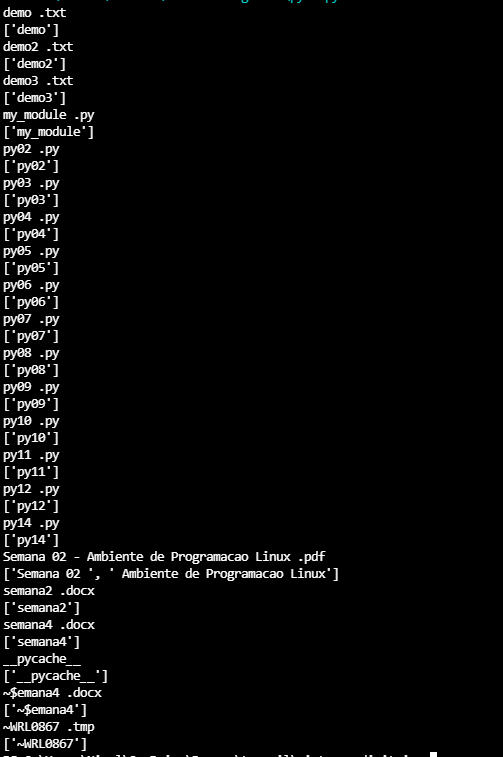 demo .txt
['demo']
demo2 .txt
['demo2']
demo3 .txt
['demo3']
my_module .py
['my_module']
py02 .py
['py02']
py03 .py
['py03']
py04 .py
['py04']
py05 .py
['py05']
py06 .py
['py06']
py07 .py
['py07']
py08 .py
['py08']
py09 .py
['py09']
py10 .py
['py10']
py11 .py
['py11']
py12 .py
['py12']
py14 .py
['py14']
Semana 02 - Ambiente de Programacao Linux .pdf
['Semana 02 ', ' Ambiente de Programacao Linux']
semana2 .docx
['semana2']
semana4 .docx
['semana4']
__pycache__
['__pycache__']
~$emana4 .docx
['~$emana4']
~WRL0867 .tmp
['~WRL0867']